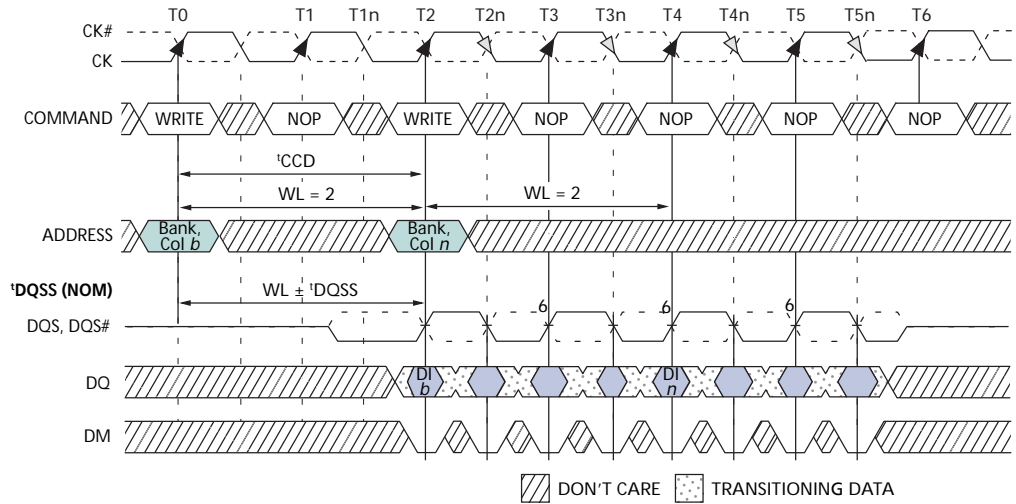 T0 T1 T1n T2 T2n T3 T3n T4 T4n T5 T5n T6
CK#
CK
COMMAND WRITE NOP WRITE NOP NOP NOP NOP
tCCD
WL = 2 WL = 2
ADDRESS Bank, Col b Bank, Col n
tDQSS (NOM) WL ± tDQSS
6 6 6
DQS, DQS#
DQ DI b DI n
DM
DON'T CARE TRANSITIONING DATA